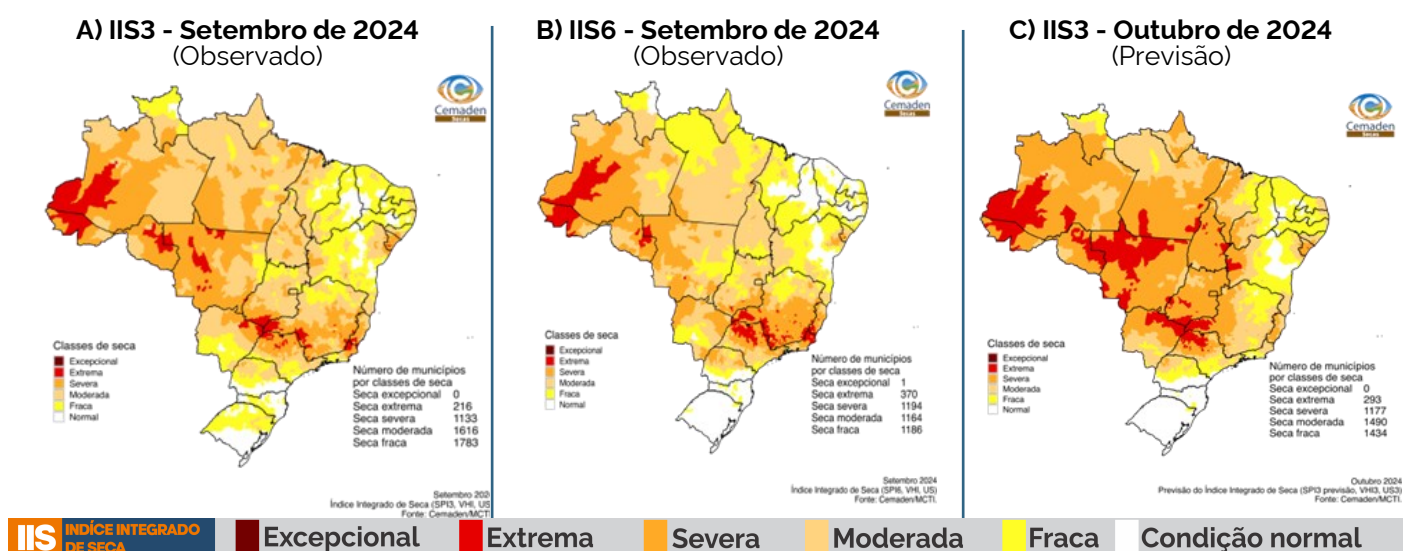 A) IIS3 - Setembro de 2024
(Observado)
Cemaden
Secas
Classes de seca
Excepcional
Extrema
Severa
Moderada
Fraca
Normal
Número de municípios
por classes de seca
Seca excepcional 0
Seca extrema 216
Seca severa 1133
Seca moderada 1616
Seca fraca 1783
Setembro 202
Índice Integrado de Seca (SPI3, VHI, US
Fonte: Cemaden/MCT
B) IIS6 - Setembro de 2024
(Observado)
Cemaden
Secas
Classes de seca
Excepcional
Extrema
Severa
Moderada
Fraca
Normal
Número de municípios
por classes de seca
Seca excepcional 1
Seca extrema 370
Seca severa 1194
Seca moderada 1164
Seca fraca 1186
Setembro 2024
Índice Integrado de Seca (SPI6, VHI, US)
Fonte: Cemaden/MCTI.
C) IIS3 - Outubro de 2024
(Previsão)
Cemaden
Secas
Classes de seca
Excepcional
Extrema
Severa
Moderada
Fraca
Normal
Número de municípios
por classes de seca
Seca excepcional 0
Seca extrema 293
Seca severa 1177
Seca moderada 1490
Seca fraca 1434
Outubro 2024
Previsão do Índice Integrado de Seca (SPI3 previsão, VHI3, US3)
Fonte: Cemaden/MCTI.
IIS INDÍCE INTEGRADO
DE SECA
Excepcional Extrema Severa Moderada Fraca Condição normal